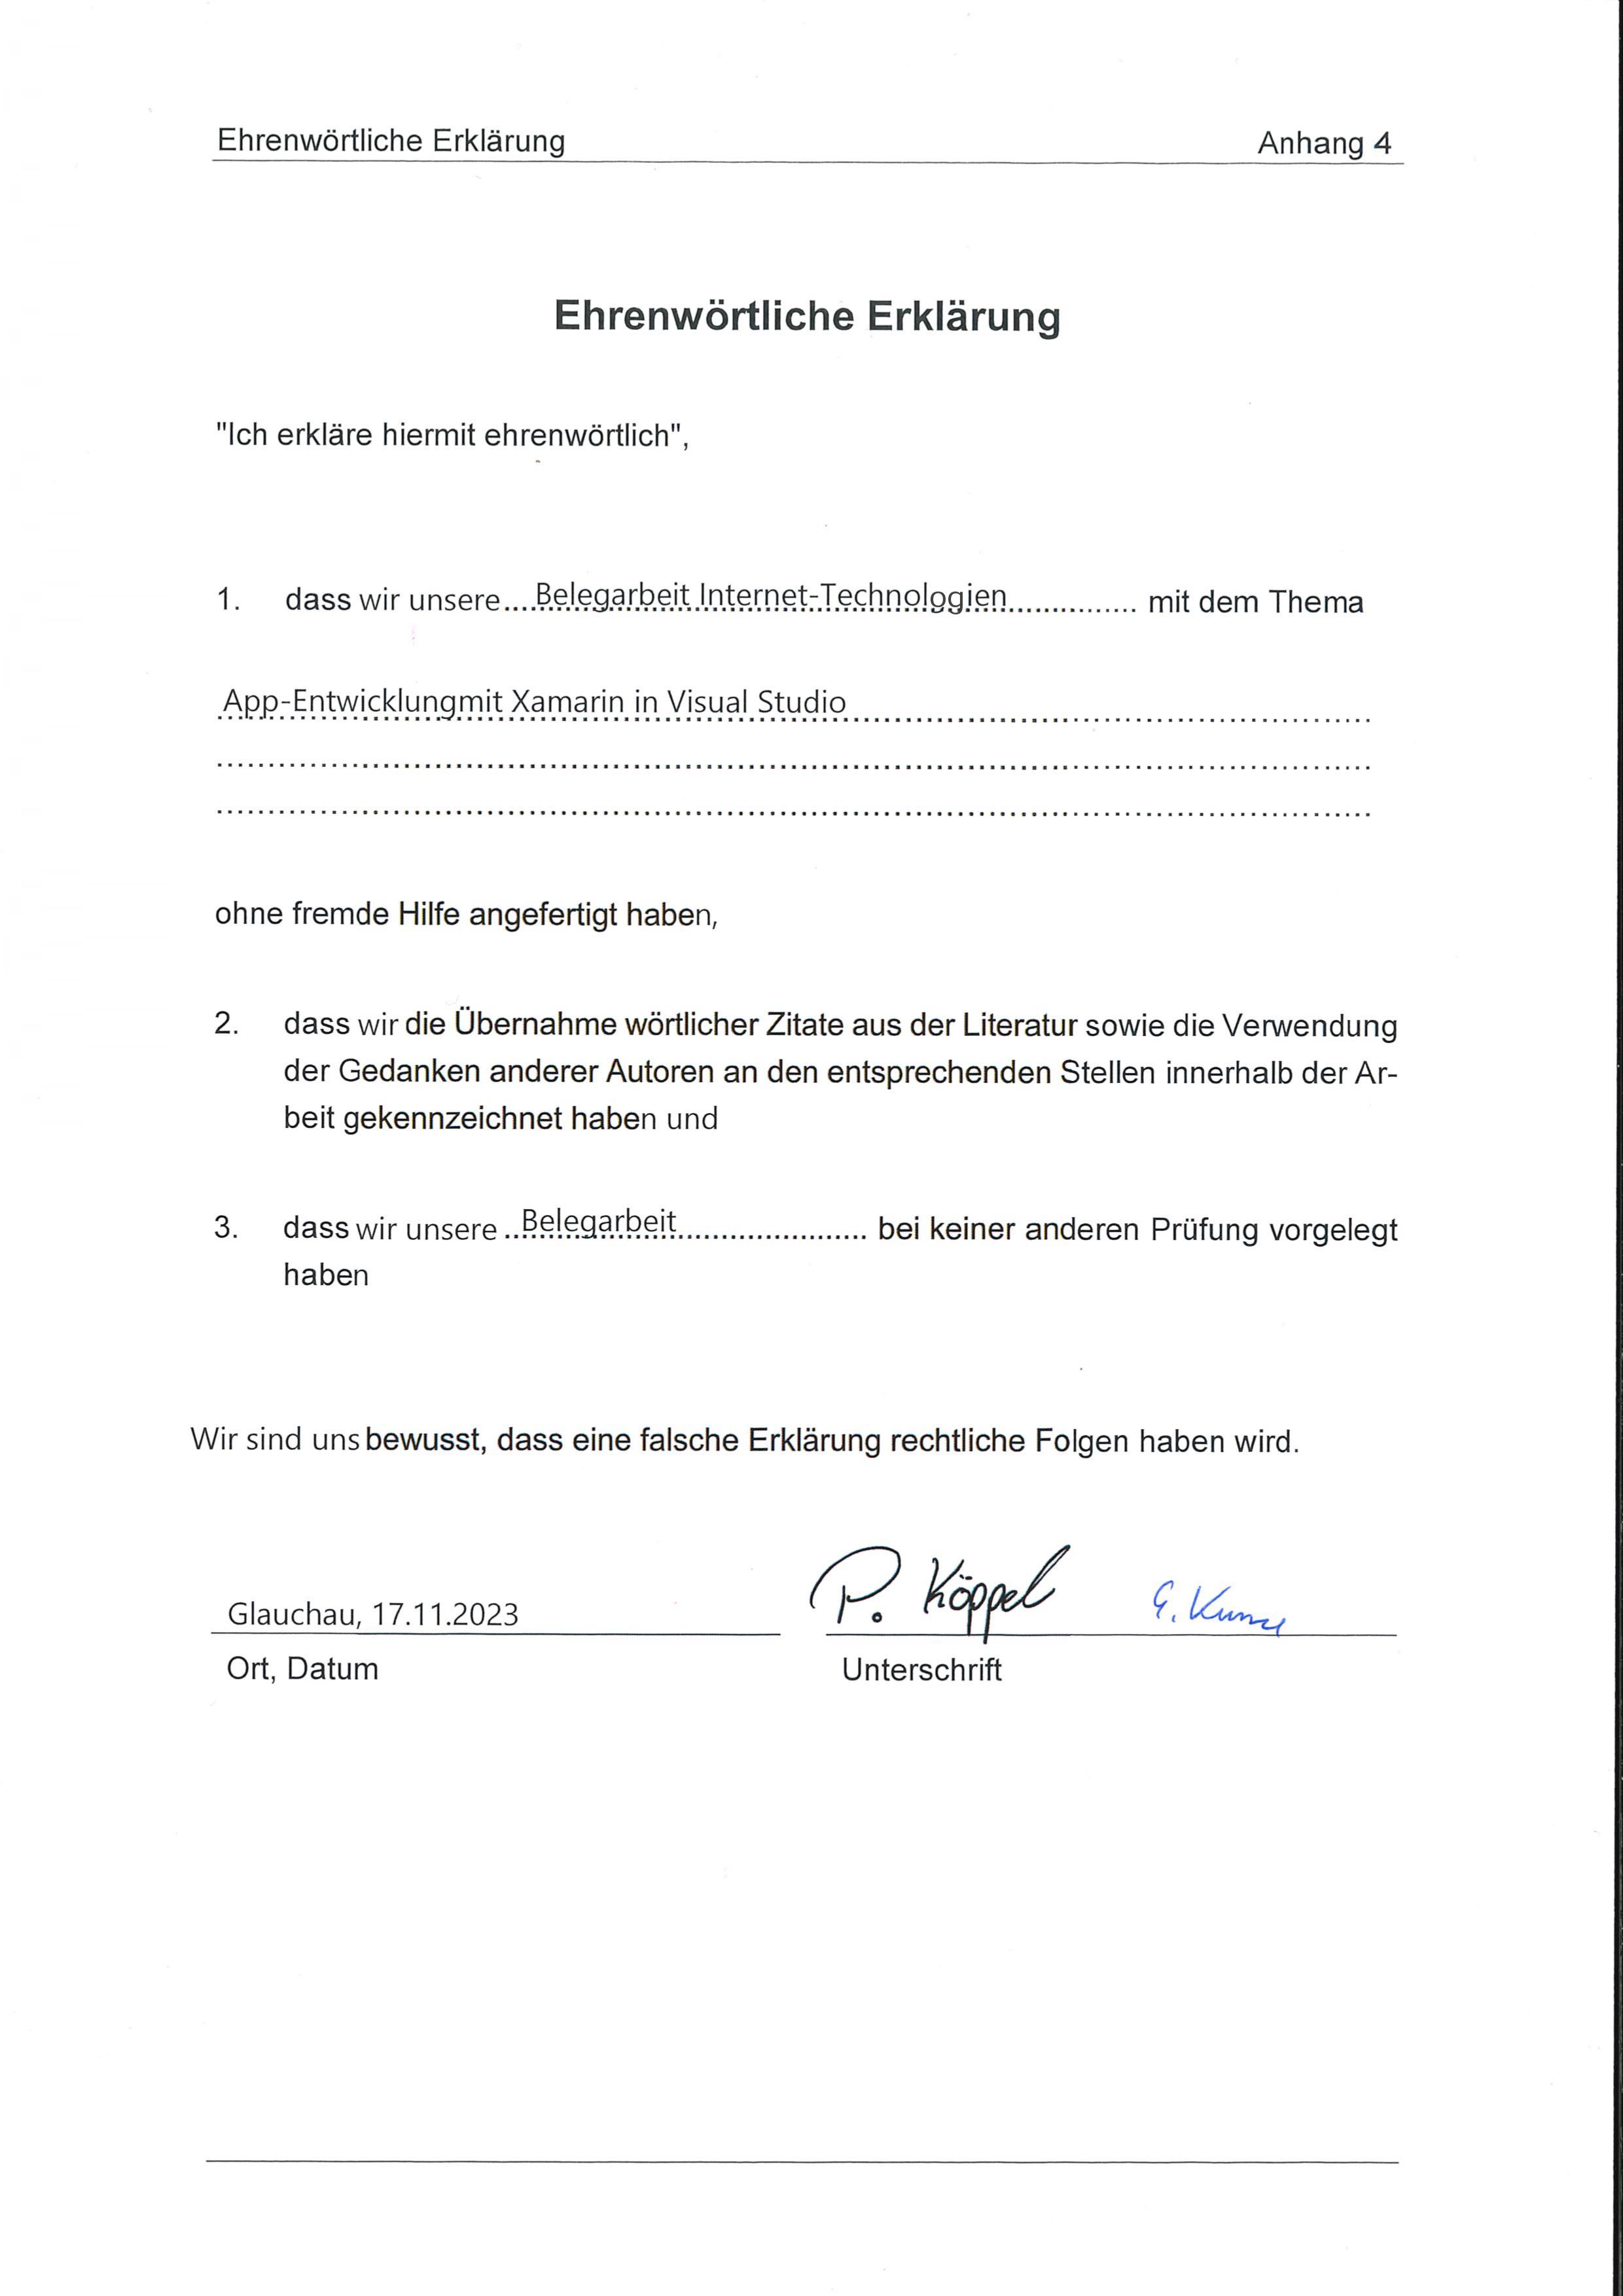 Ehrenwörtliche Erklärung Anhang 4
Ehrenwörtliche Erklärung
"Ich erkläre hiermit ehrenwörtlich",
1. dass wir unsere....Belegarbeit Internet-Technologien.............. mit dem Thema
App-Entwicklungmit Xamarin in Visual Studio
ohne fremde Hilfe angefertigt haben,
2. dass wir die Übernahme wörtlicher Zitate aus der Literatur sowie die Verwendung
der Gedanken anderer Autoren an den entsprechenden Stellen innerhalb der Ar-
beit gekennzeichnet haben und
3. dass wir unsere ..Belegarbeit..................... bei keiner anderen Prüfung vorgelegt
haben
Wir sind uns bewusst, dass eine falsche Erklärung rechtliche Folgen haben wird.
Glauchau, 17.11.2023 P. Köppel G. Kunze
Ort, Datum Unterschrift